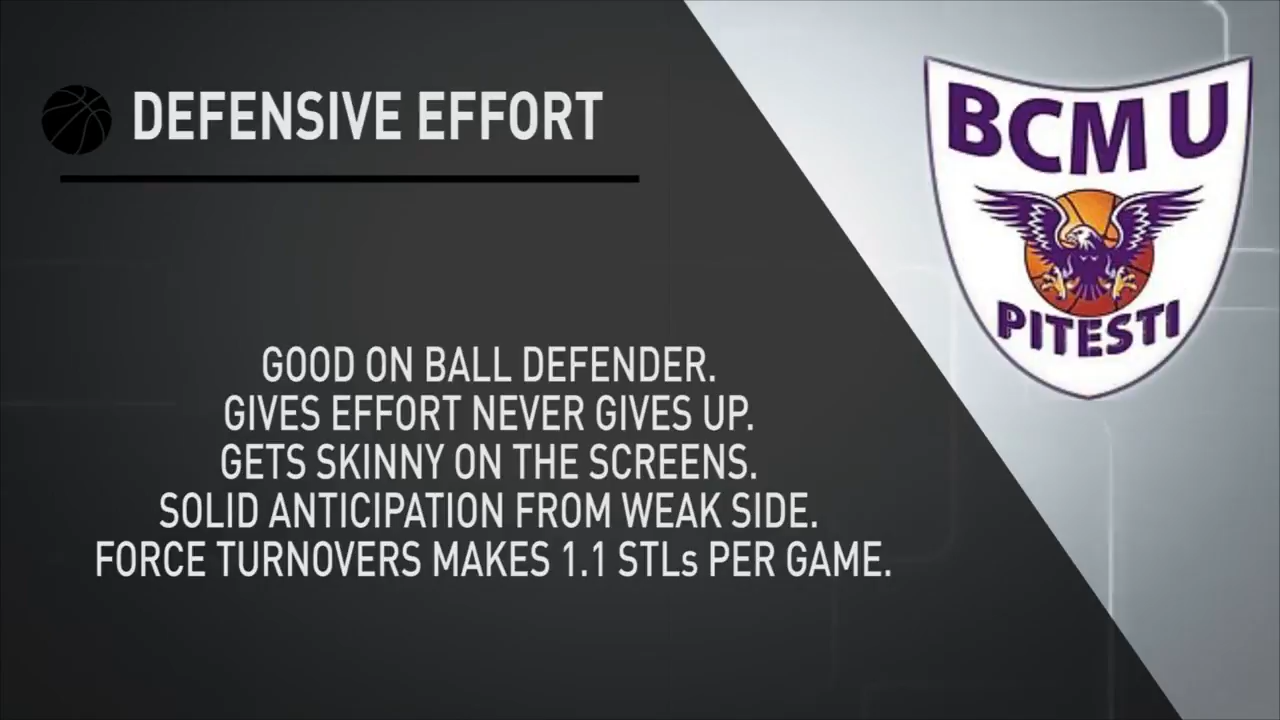 DEFENSIVE EFFORT
GOOD ON BALL DEFENDER.
GIVES EFFORT NEVER GIVES UP.
GETS SKINNY ON THE SCREENS.
SOLID ANTICIPATION FROM WEAK SIDE.
FORCE TURNOVERS MAKES 1.1 STLs PER GAME.
BCM U
PITESTI